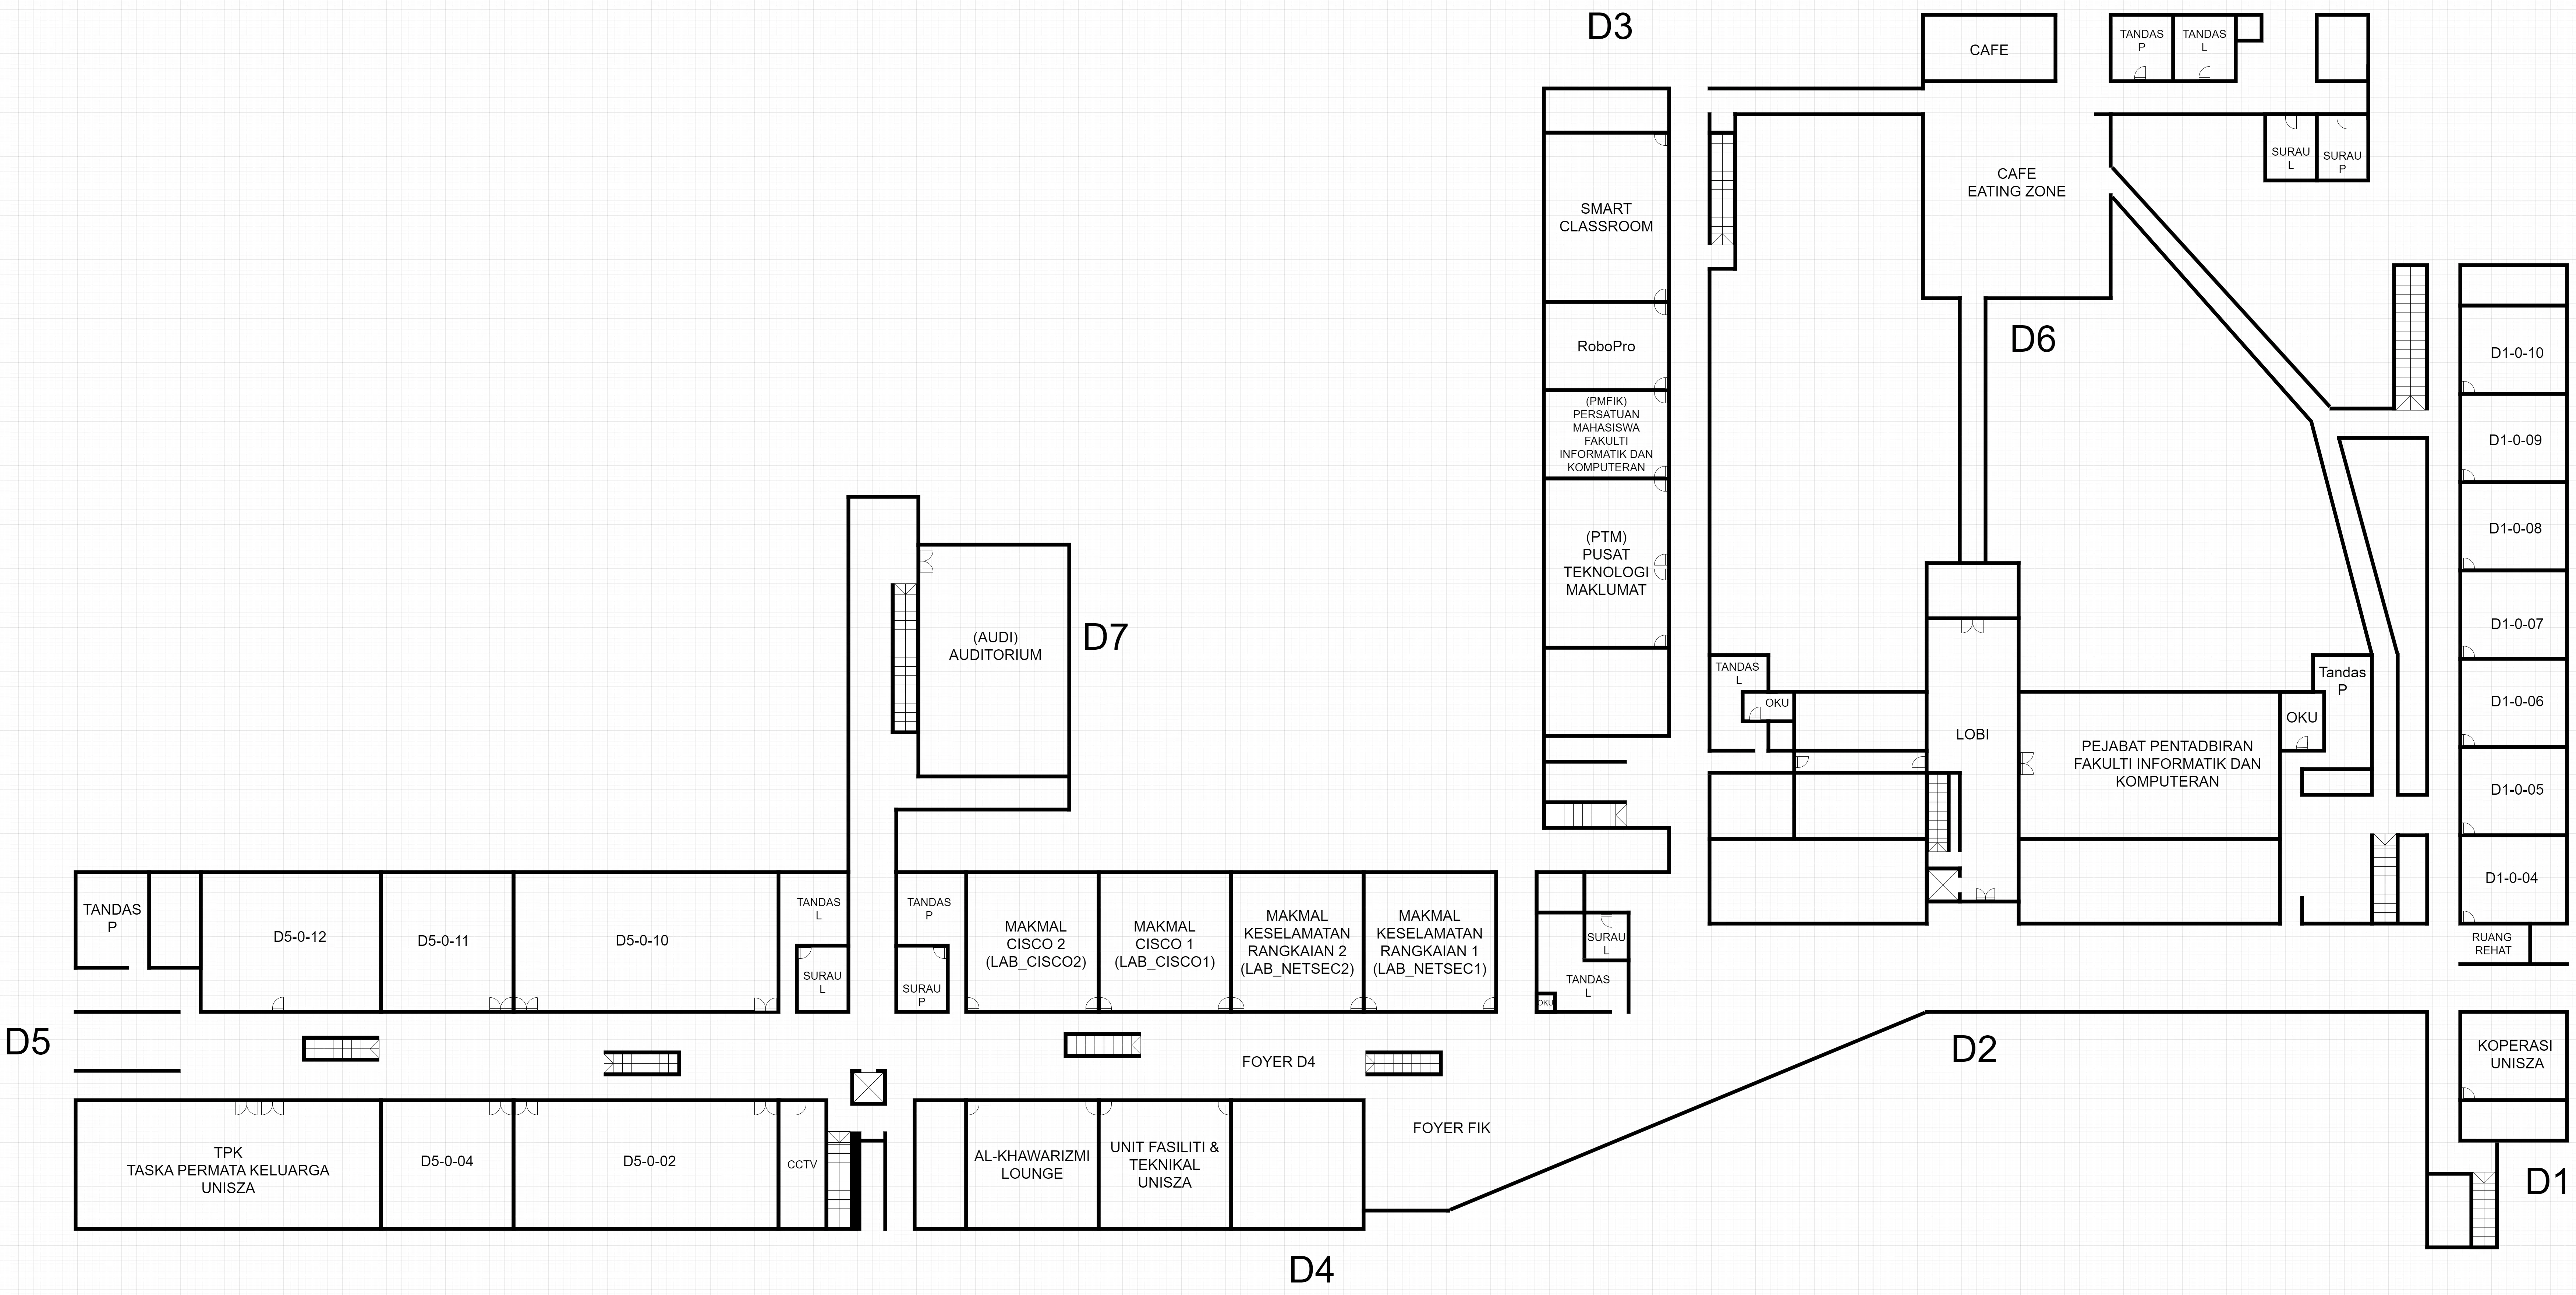 D3
CAFE
TANDAS
P
TANDAS
L
SURAU
L
SURAU
P
CAFE
EATING ZONE
SMART
CLASSROOM
RoboPro
D6
(PMFIK)
PERSATUAN
MAHASISWA
FAKULTI
INFORMATIK DAN
KOMPUTERAN
(PTM)
PUSAT
TEKNOLOGI
MAKLUMAT
D1-0-10
D1-0-09
D1-0-08
D1-0-07
D1-0-06
D1-0-05
D1-0-04
RUANG
REHAT
(AUDI)
AUDITORIUM
D7
TANDAS
L
OKU
LOBI
PEJABAT PENTADBIRAN
FAKULTI INFORMATIK DAN
KOMPUTERAN
OKU
Tandas
P
TANDAS
P
D5-0-12
D5-0-11
D5-0-10
TANDAS
L
SURAU
L
TANDAS
P
SURAU
P
MAKMAL
CISCO 2
(LAB_CISCO2)
MAKMAL
CISCO 1
(LAB_CISCO1)
MAKMAL
KESELAMATAN
RANGKAIAN 2
(LAB_NETSEC2)
MAKMAL
KESELAMATAN
RANGKAIAN 1
(LAB_NETSEC1)
SURAU
L
TANDAS
L
OKU
D5
FOYER D4
D2
KOPERASI
UNISZA
FOYER FIK
TPK
TASKA PERMATA KELUARGA
UNISZA
D5-0-04
D5-0-02
CCTV
AL-KHAWARIZMI
LOUNGE
UNIT FASILITI &
TEKNIKAL
UNISZA
D1
D4